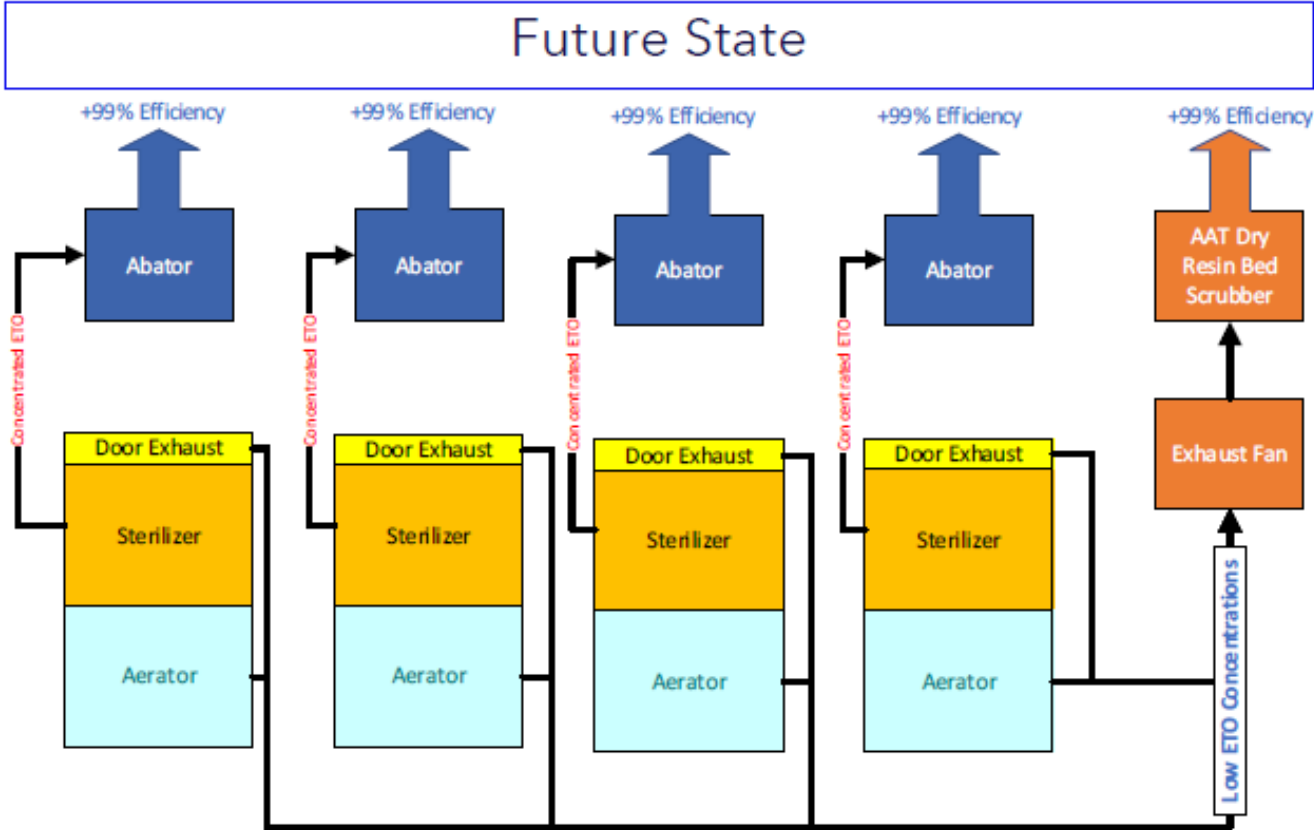 Future State
+99% Efficiency
+99% Efficiency
+99% Efficiency
+99% Efficiency
+99% Efficiency
Abator
Abator
Abator
Abator
AAT Dry
Resin Bed
Scrubber
Concentrated ETO
Concentrated ETO
Concentrated ETO
Concentrated ETO
Door Exhaust
Door Exhaust
Door Exhaust
Door Exhaust
Exhaust Fan
Sterilizer
Sterilizer
Sterilizer
Sterilizer
Aerator
Aerator
Aerator
Aerator
Low ETO Concentrations